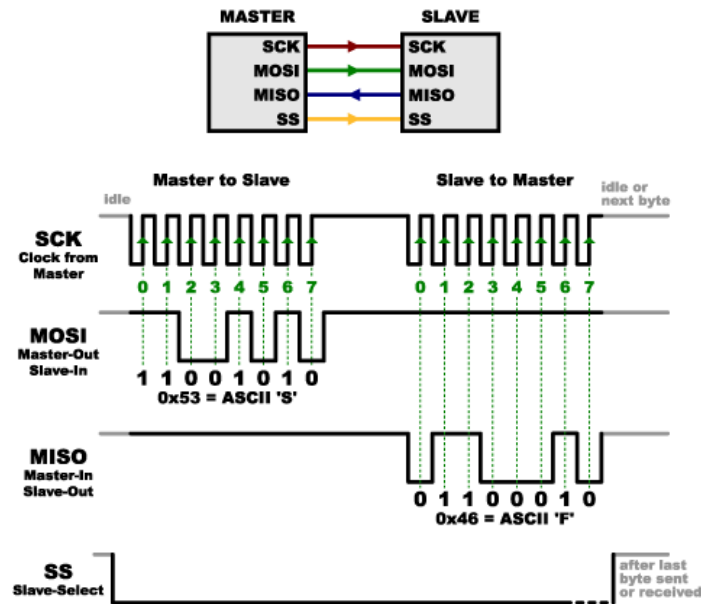 MASTER SLAVE
SCK SCK
MOSI MOSI
MISO MISO
SS SS
Master to Slave Slave to Master
idle
idle or
next byte
SCK
Clock from
Master
0 1 2 3 4 5 6 7 0 1 2 3 4 5 6 7
MOSI
Master-Out
Slave-In
1 1 0 0 1 0 1 0
0x53 = ASCII 'S'
MISO
Master-In
Slave-Out
0 1 1 0 0 0 1 0
0x46 = ASCII 'F'
SS
Slave-Select
after last
byte sent
or received